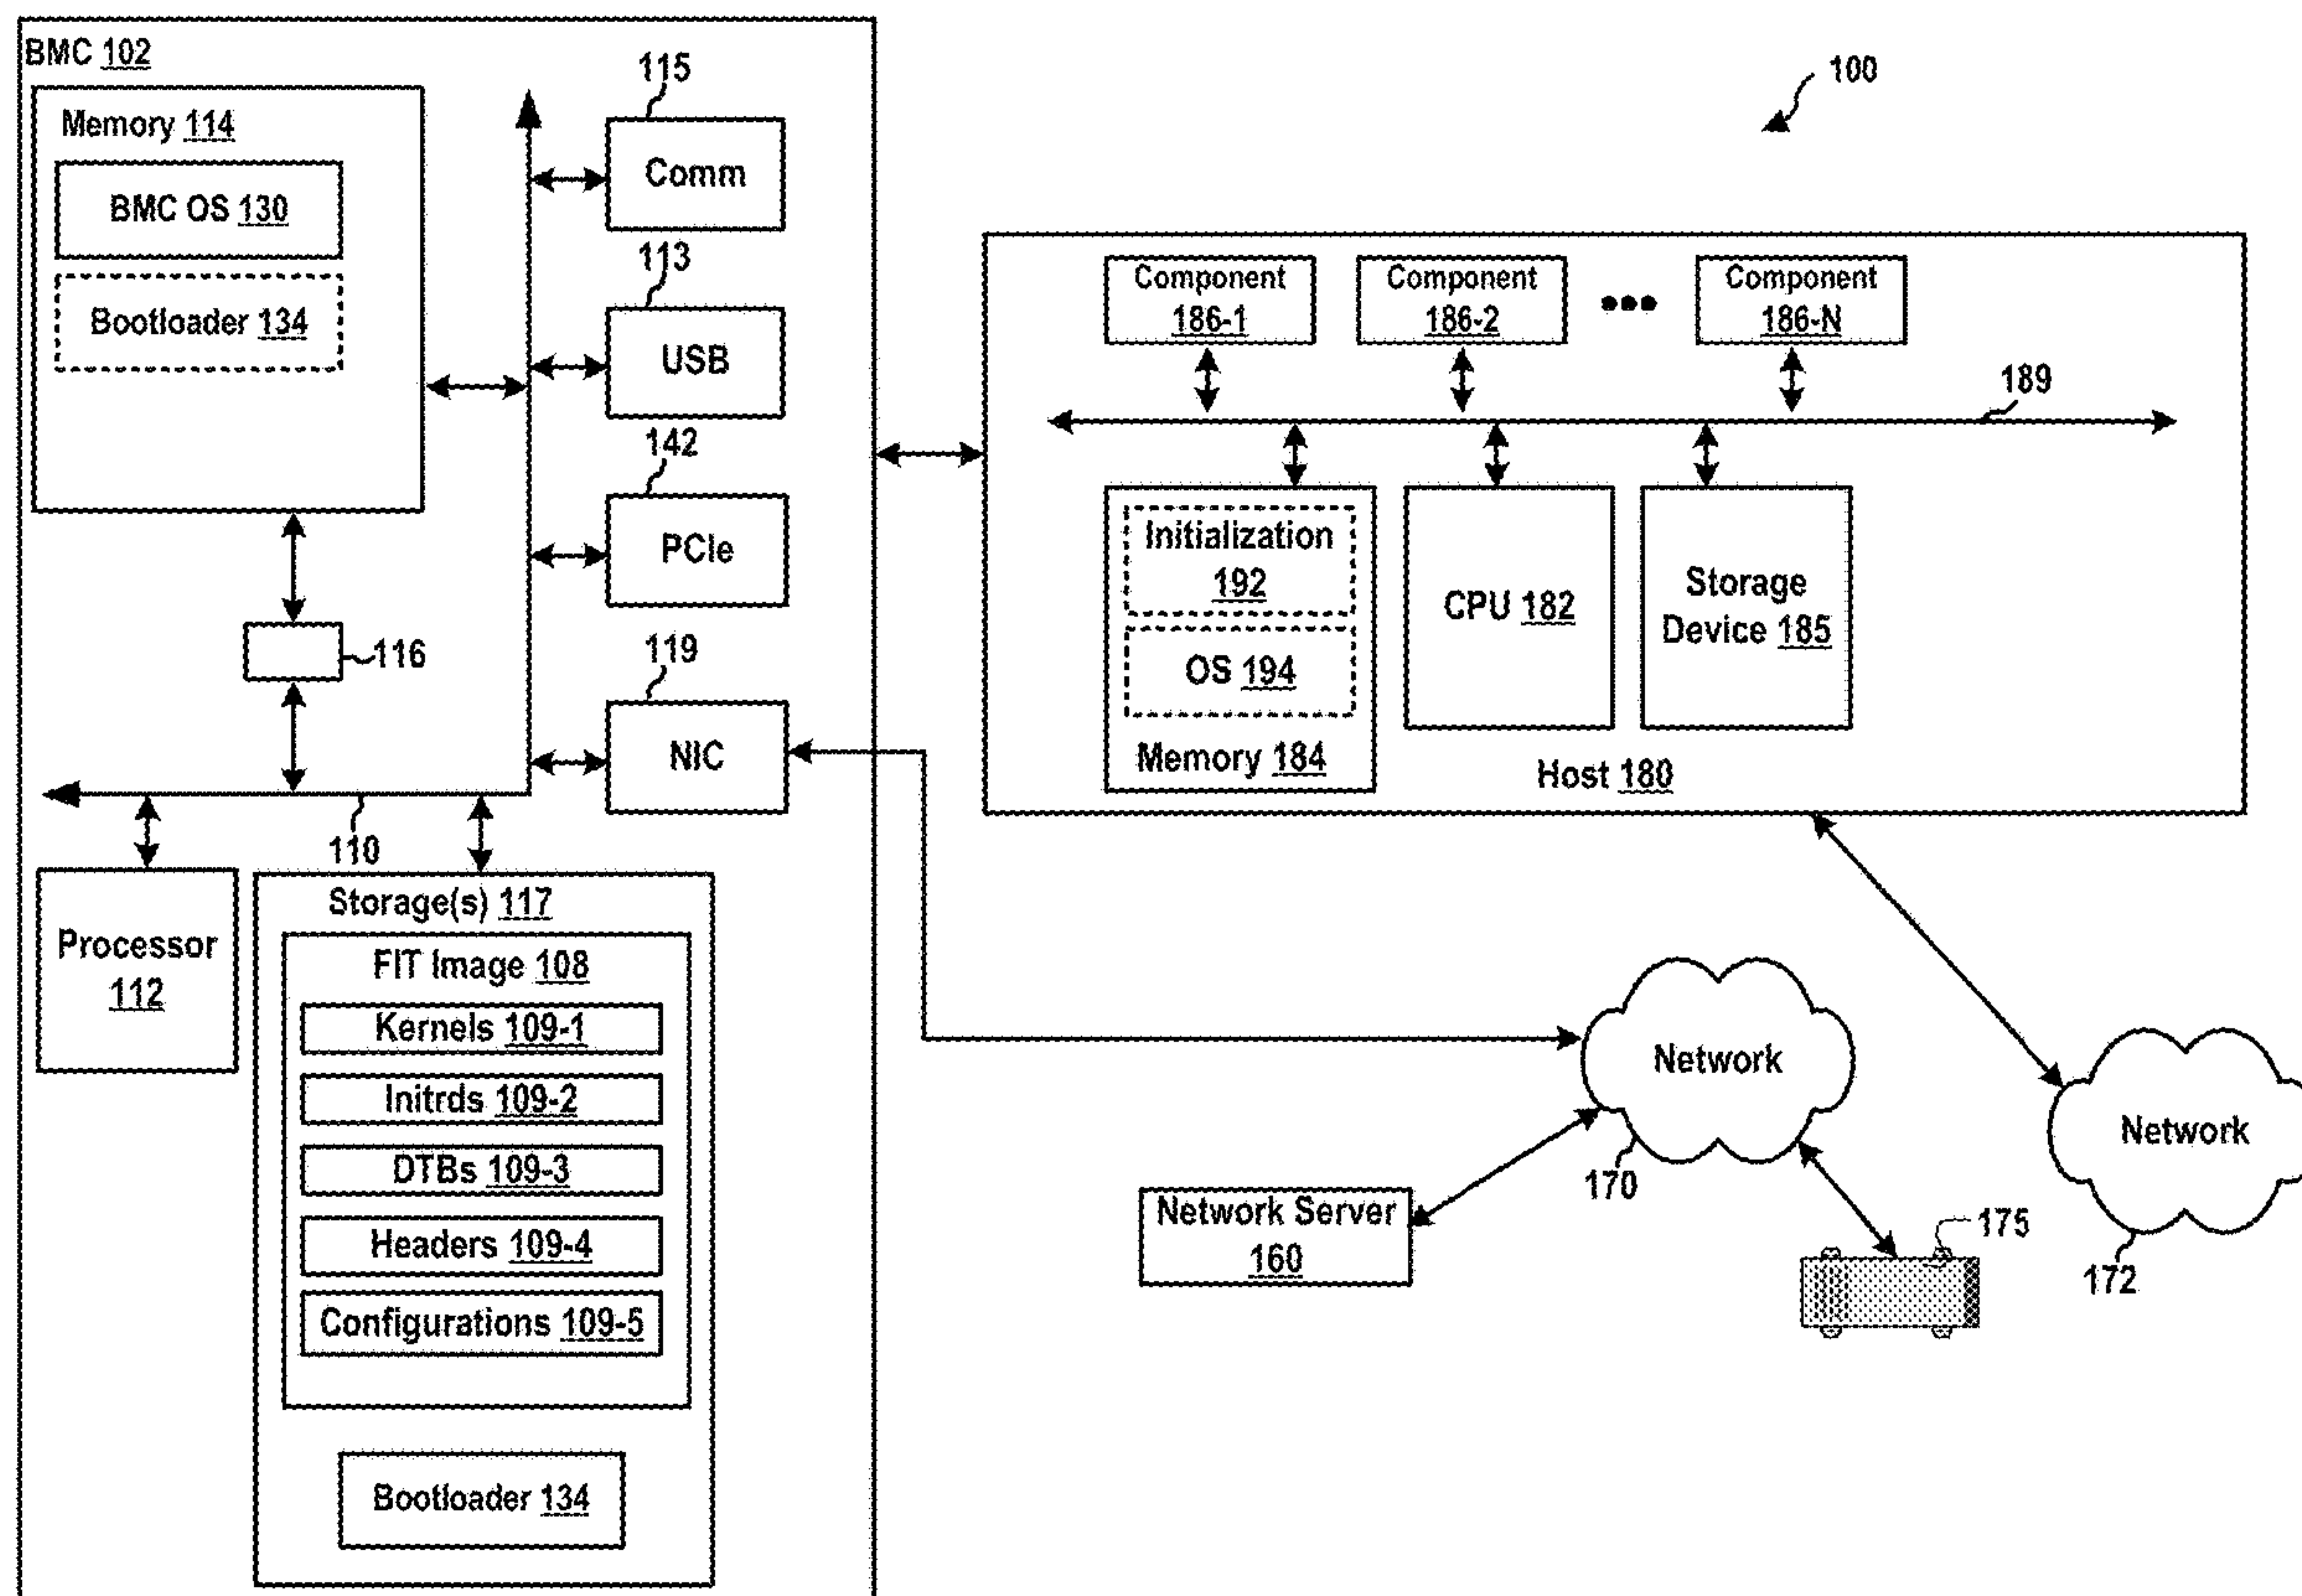 BMC 102
115
100
Memory 114
Comm
BMC OS 130
113
Component
186-1
Component
186-2
Component
186-N
Bootloader 134
USB
189
142
Initialization
192
PCIe
Storage
Device 185
CPU 182
116
119
OS 194
NIC
Memory 184
Host 180
110
Storage(s) 117
Processor
112
FIT Image 108
Kernels 109-1
Network
Initrds 109-2
Network
DTBs 109-3
170
Network Server
160
175
Headers 109-4
172
Configurations 109-5
Bootloader 134